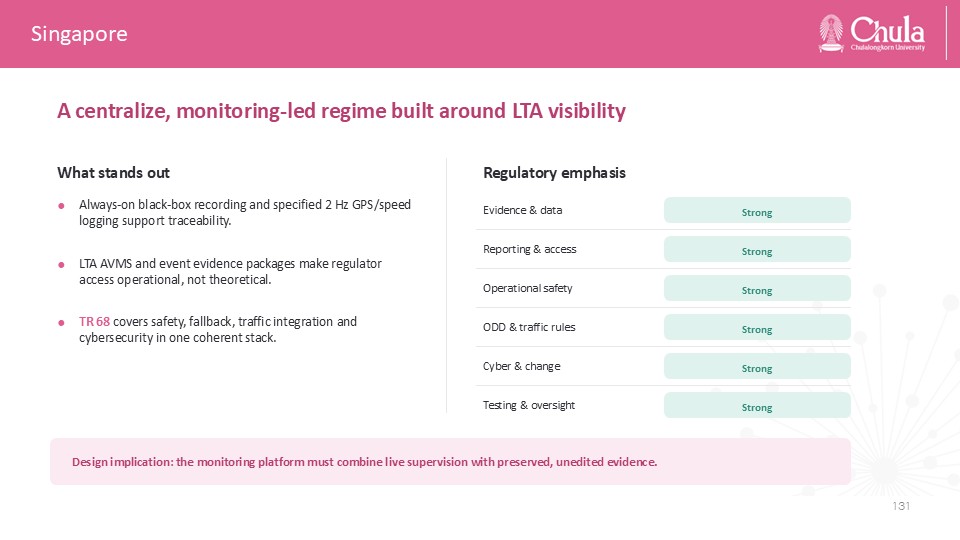 Singapore
Chula
Chulalongkorn University
A centralize, monitoring-led regime built around LTA visibility
What stands out
● Always-on black-box recording and specified 2 Hz GPS/speed
logging support traceability.
● LTA AVMS and event evidence packages make regulator
access operational, not theoretical.
● TR 68 covers safety, fallback, traffic integration and
cybersecurity in one coherent stack.
Regulatory emphasis
Evidence & data Strong
Reporting & access Strong
Operational safety Strong
ODD & traffic rules Strong
Cyber & change Strong
Testing & oversight Strong
Design implication: the monitoring platform must combine live supervision with preserved, unedited evidence.
131